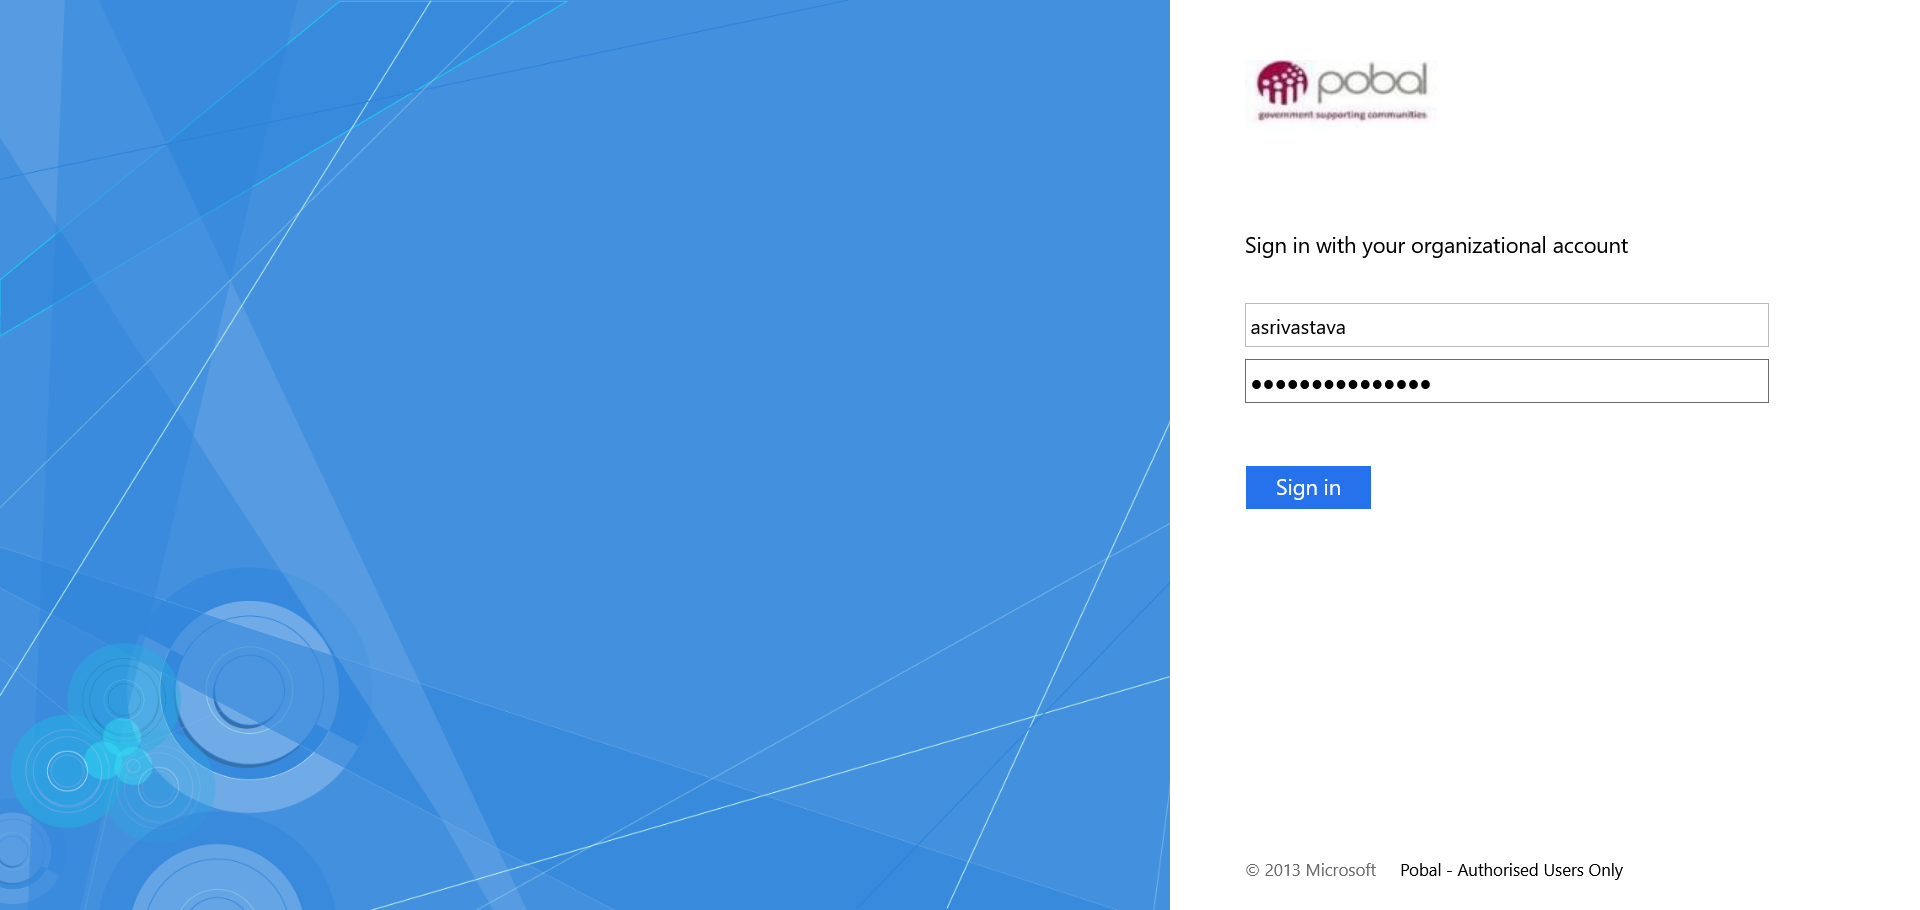 pobal
government supporting communities
Sign in with your organizational account
asrivastava
●●●●●●●●●●●●●●●
Sign in
© 2013 Microsoft Pobal - Authorised Users Only